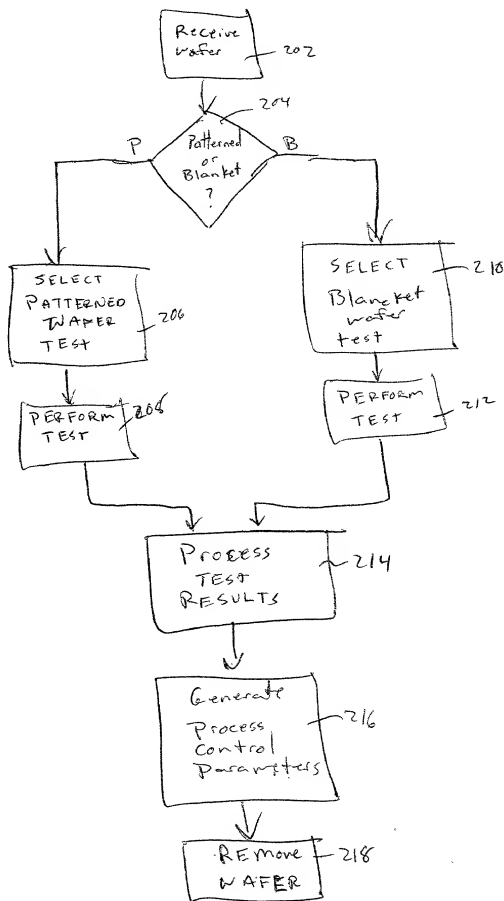 Receive
wafer
202
204
P
Patterned
or
Blanket
?
B
SELECT
PATTERNED
WAFER
TEST
206
SELECT
Blancket
wafer
test
210
PERFORM
TEST
208
PERFORM
TEST
212
Process
TEST
RESULTS
214
Generate
Process
Control
Parameters
216
REMOVE
WAFER
218